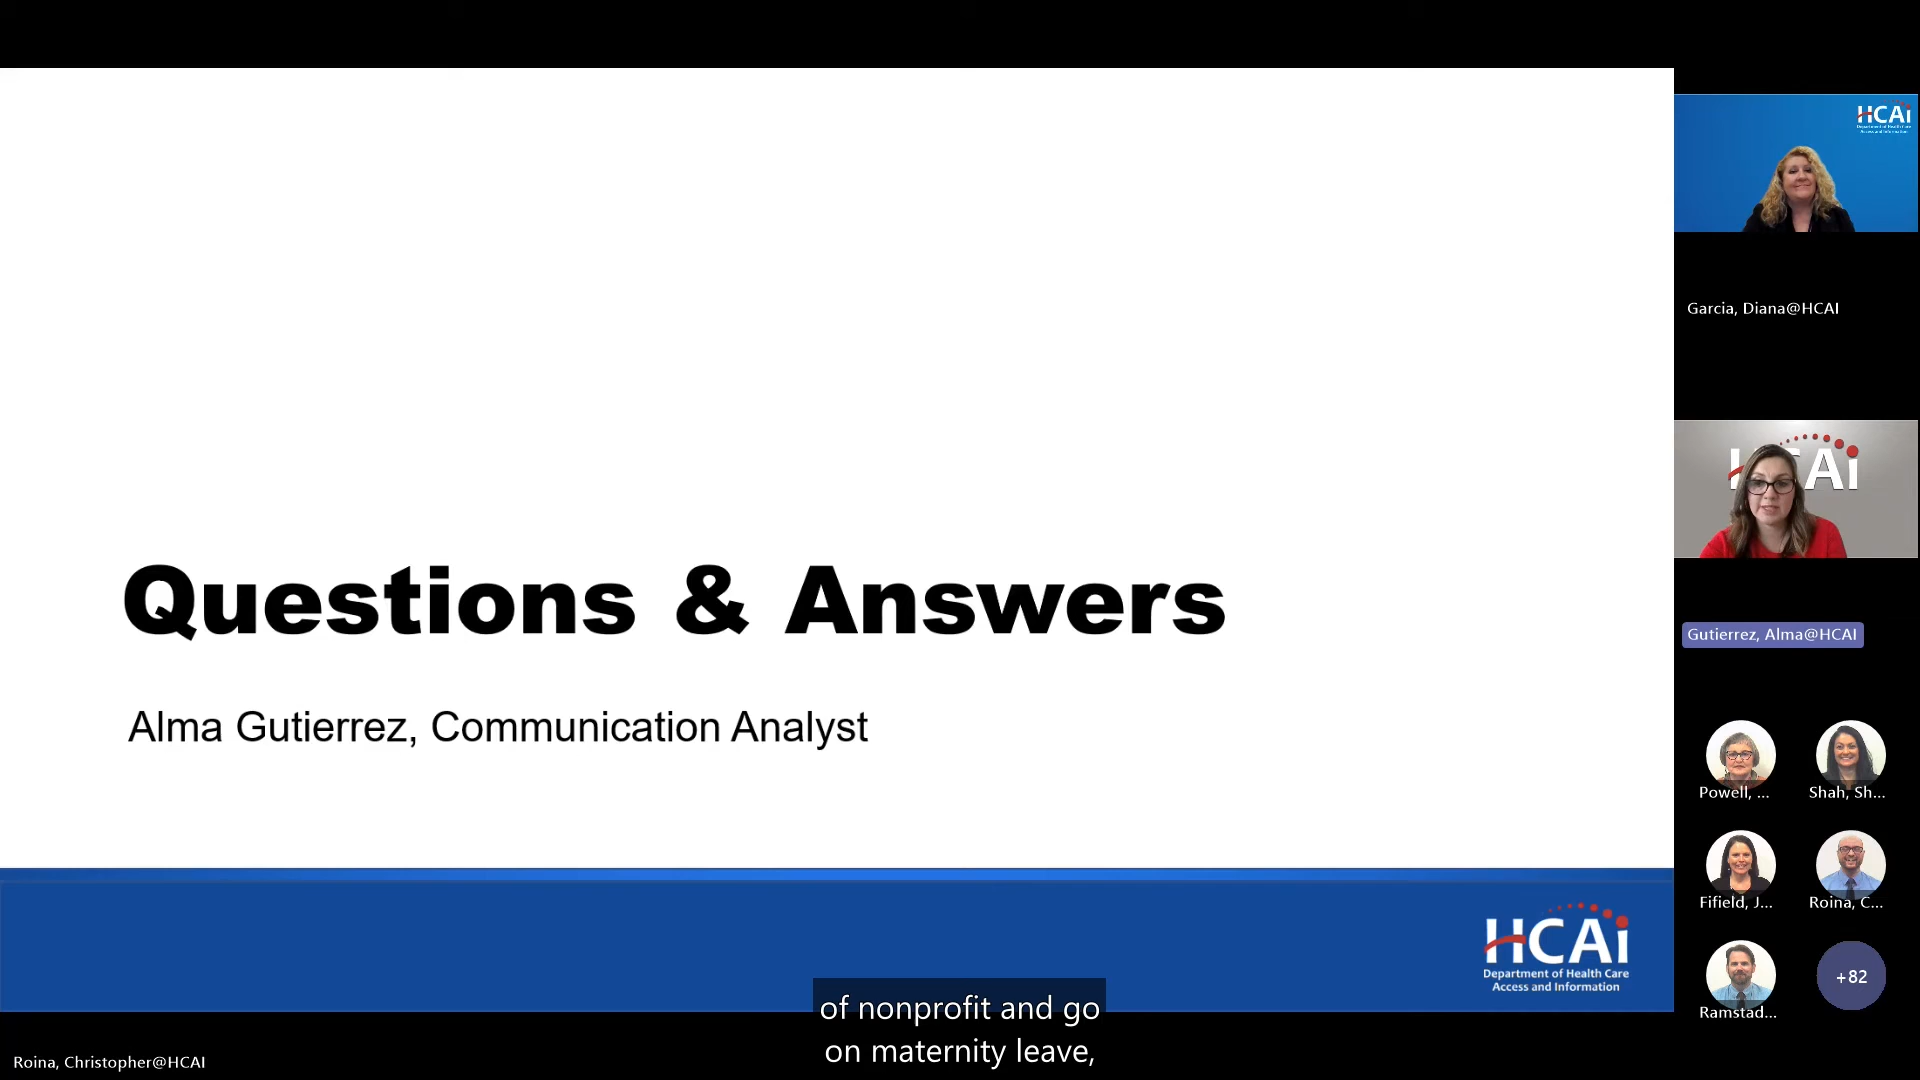 HCAi
Department of Health Care
Access and Information
Garcia, Diana@HCAI
HCAi
Questions & Answers
Gutierrez, Alma@HCAI
Alma Gutierrez, Communication Analyst
Powell, ...
Shah, Sh...
Fifield, J...
Roina, C...
HCAi
Department of Health Care
Access and Information
+82
Ramstad...
of nonprofit and go
on maternity leave,
Roina, Christopher@HCAI